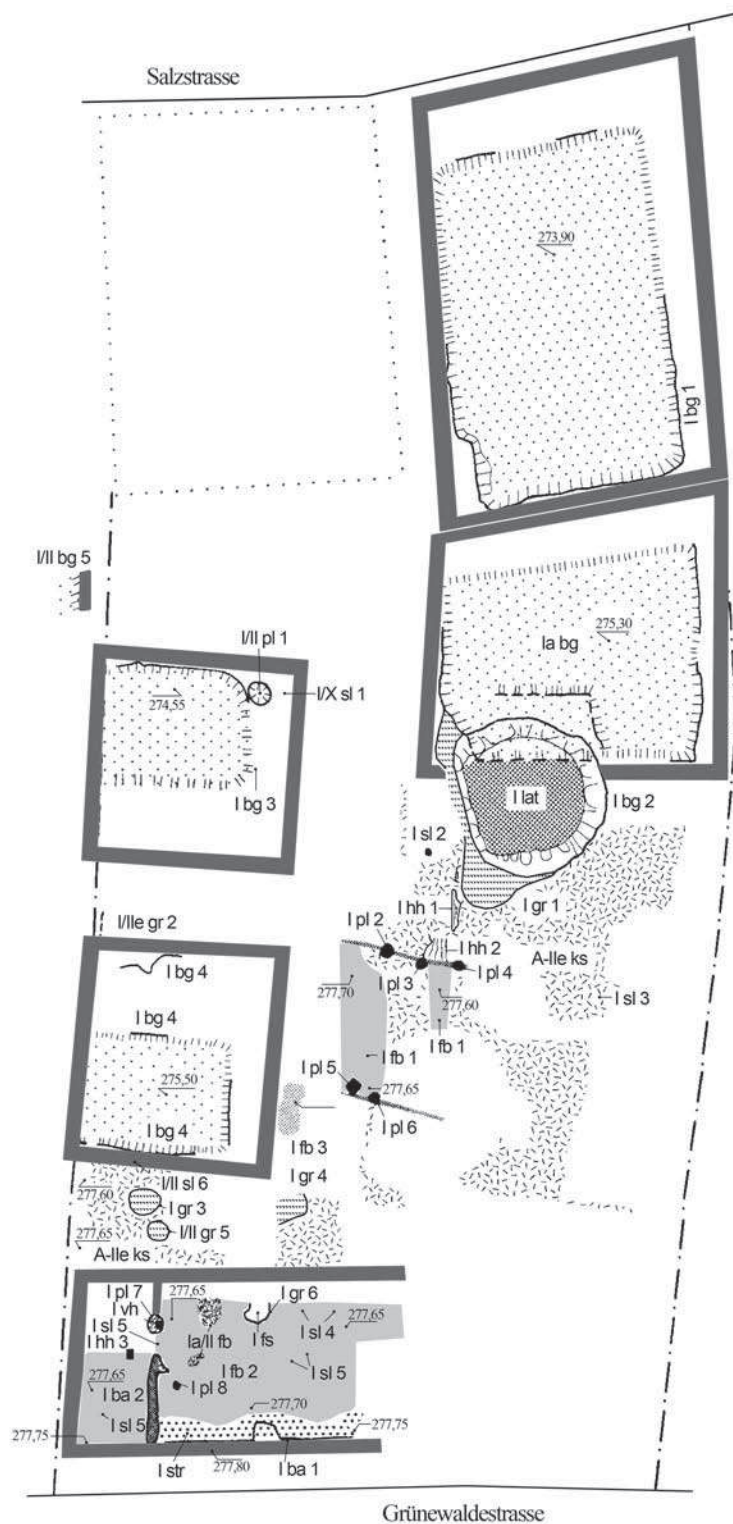 Salzstrasse
273,90
I bg 1
I/II bg 5
I/II pl 1
I/X sl 1
274,55
I bg 3
275,30
Ia bg
I lat
I bg 2
I sl 2
I hh 1
I gr 1
I/IIe gr 2
I bg 4
I pl 2
I hh 2
I pl 3
I pl 4
A-IIe ks
277,70
277,60
I sl 3
I fb 1
I bg 4
I fb 1
275,50
I pl 5
277,65
I pl 6
I bg 4
I fb 3
I gr 4
I/II sl 6
277,60
I gr 3
277,65
I/II gr 5
A-IIe ks
I pl 7
277,65
I gr 6
I vh
I sl 5
I fs
I sl 4
277,65
I hh 3
Ia/II fb
I fb 2
I sl 5
277,65
I ba 2
I pl 8
I sl 5
277,70
277,75
277,75
I str
277,80
I ba 1
Grünewaldestrasse